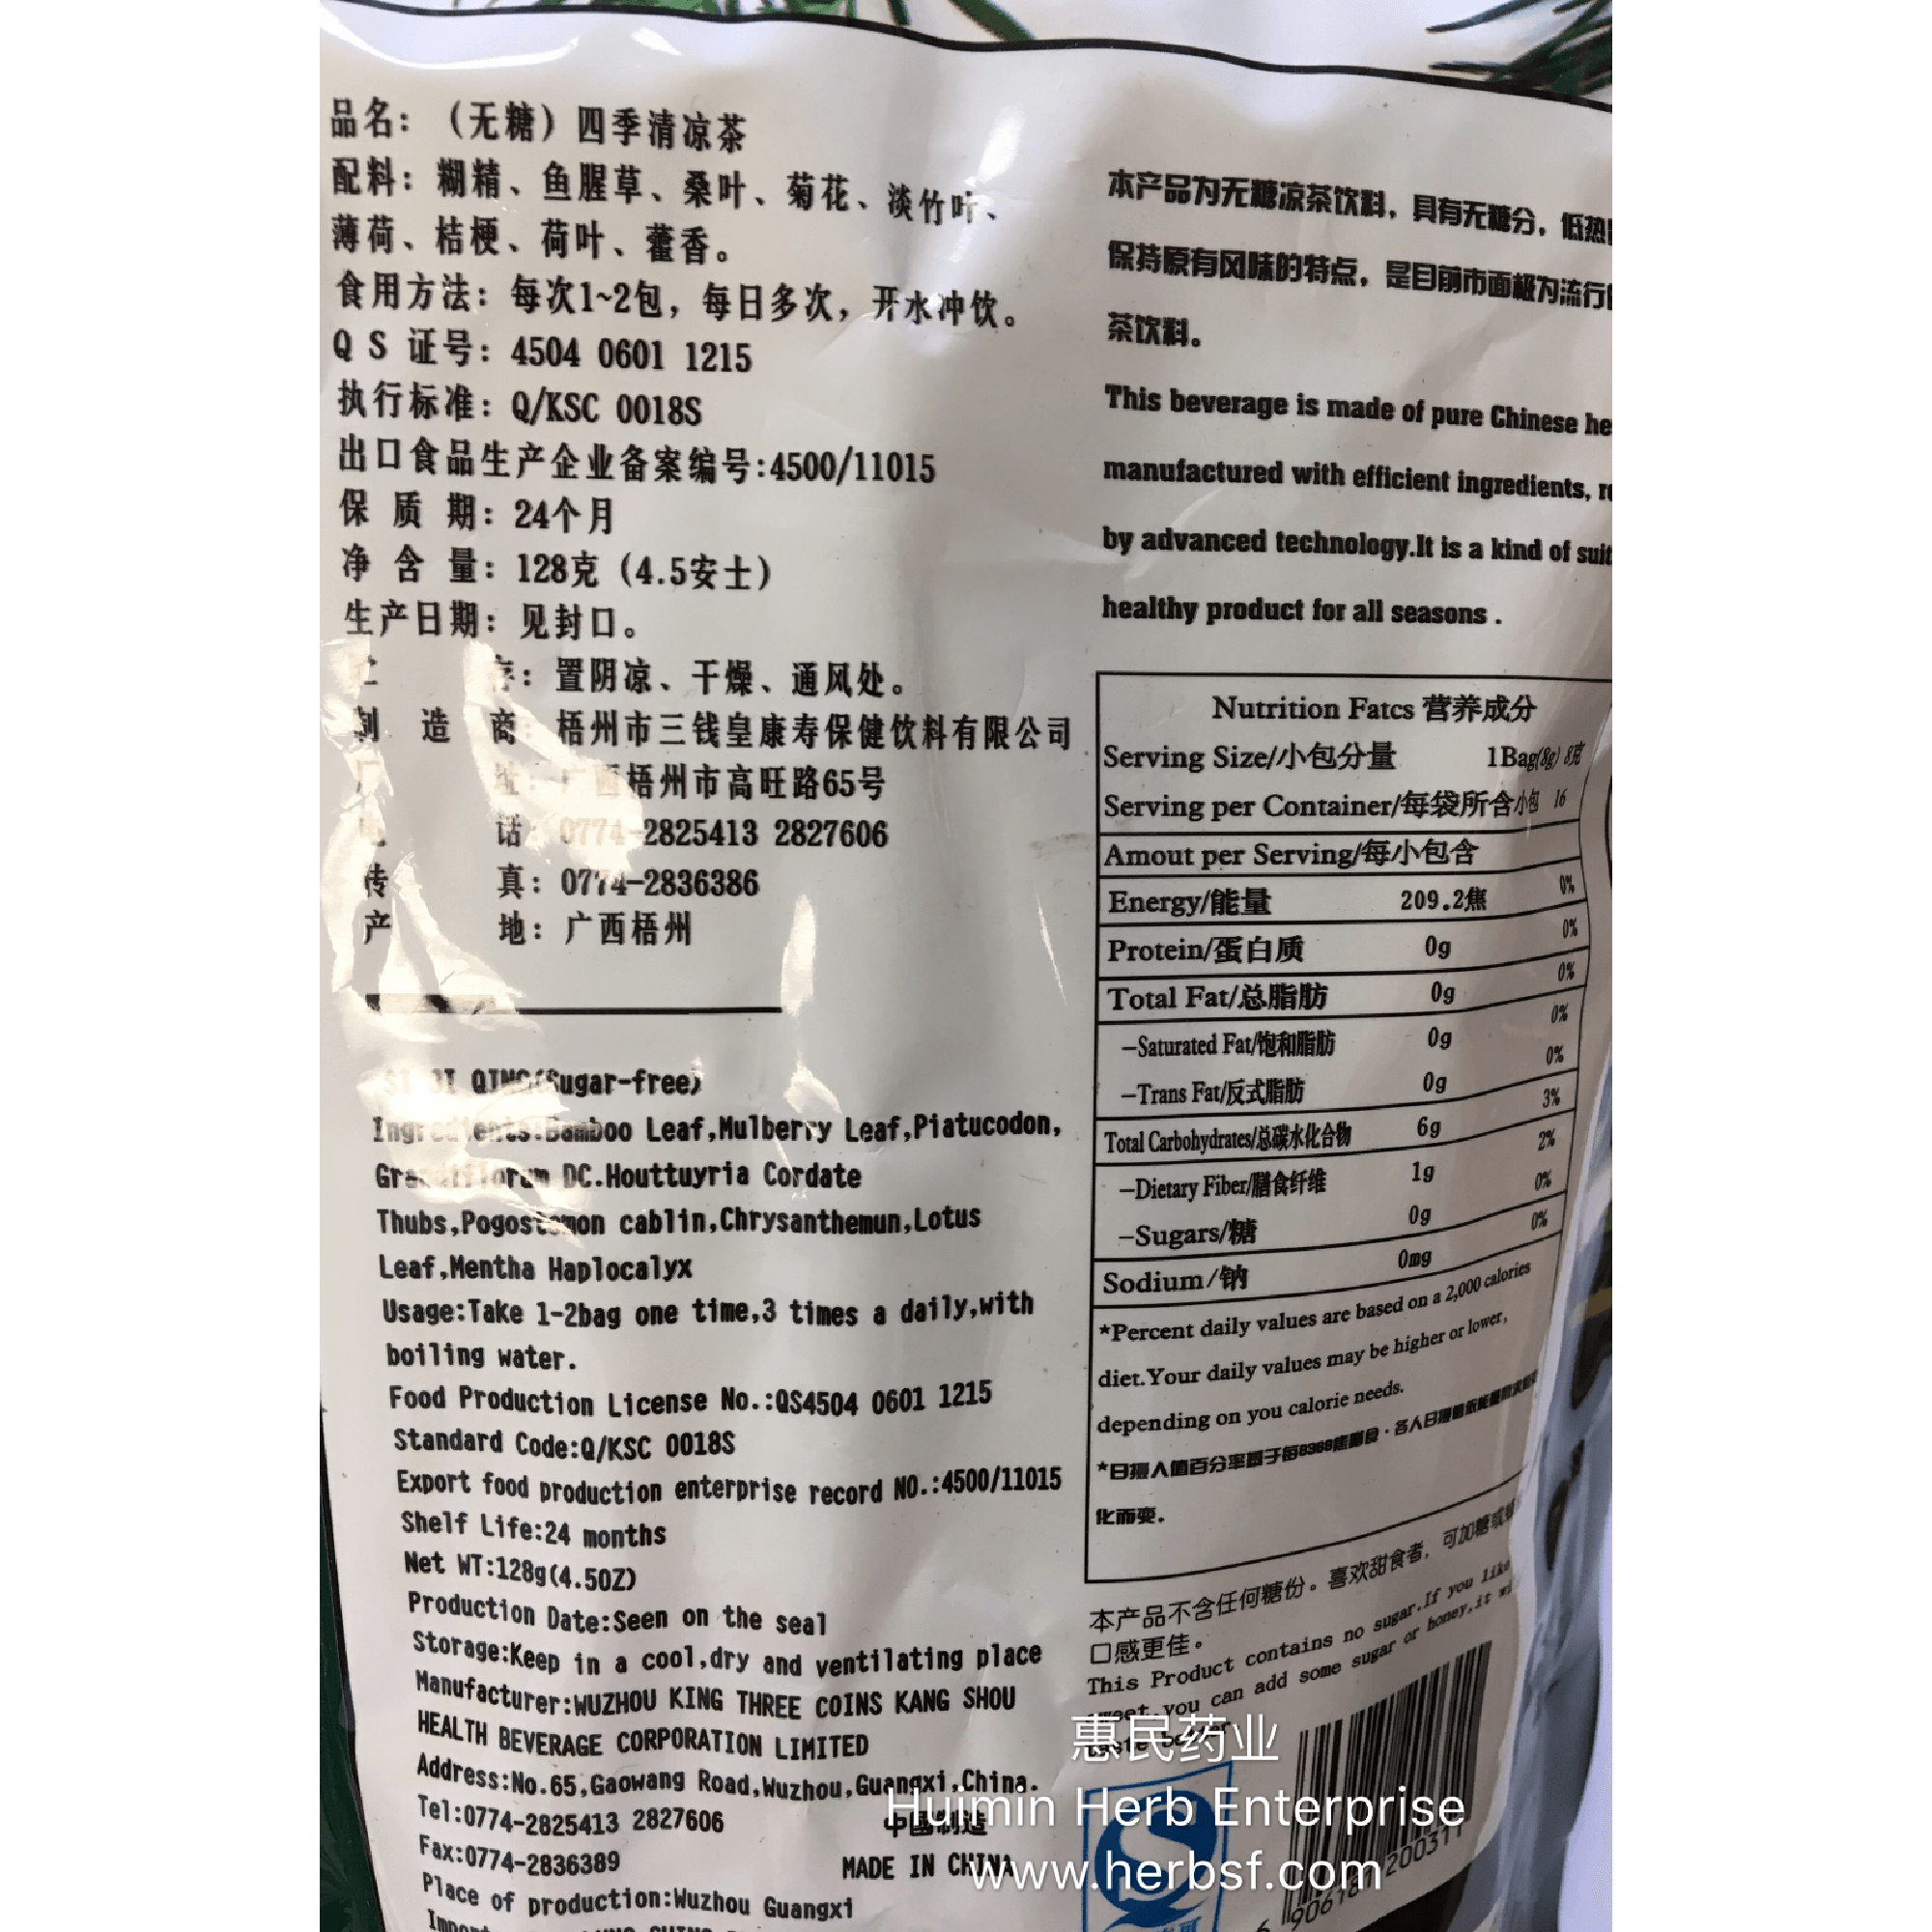 品名：（无糖）四季清凉茶
配料：糊精、鱼腥草、桑叶、菊花、淡竹叶、
薄荷、桔梗、荷叶、藿香。
食用方法：每次1~2包，每日多次，开水冲饮。
QS证号：4504 0601 1215
执行标准：Q/KSC 0018S
出口食品生产企业备案编号:4500/11015
保质期：24个月
净含量：128克（4.5安士）
生产日期：见封口。
存：置阴凉、干燥、通风处。
制造商：梧州市三钱皇康寿保健饮料有限公司
址：广西梧州市高旺路65号
话：0774-2825413 2827606
传真：0774-2836386
产地：广西梧州
QING(Sugar-free)
Ingredients:Bamboo Leaf,Mulberry Leaf,Piatucodon,
DC.Houttuyria Cordate
Thubs,Pogostemon cablin,Chrysanthemun,Lotus
Leaf,Mentha Haplocalyx
Usage:Take 1-2bag one time,3 times a daily,with
boiling water.
Food Production License No.:QS4504 0601 1215
Standard Code:Q/KSC 0018S
Export food production enterprise record NO.:4500/11015
Shelf Life:24 months
Net WT:128g(4.5OZ)
Production Date:Seen on the seal
Storage:Keep in a cool,dry and ventilating place
Manufacturer:WUZHOU KING THREE COINS KANG SHOU
HEALTH BEVERAGE CORPORATION LIMITED
Address:No.65,Gaowang Road,Wuzhou,Guangxi,China.
Tel:0774-2825413 2827606
中國制造
Fax:0774-2836389
MADE IN CHINA
Place of production:Wuzhou Guangxi
本产品为无糖凉茶饮料，具有无糖分，低热
保持原有风味的特点，是目前市面极为流行
茶饮料。
This beverage is made of pure Chinese he
manufactured with efficient ingredients,
by advanced technology.It is a kind of suit
healthy product for all seasons .
Nutrition Fatcs 营养成分
Serving Size/小包分量 1Bag(8g) 8克
Serving per Container/每袋所含小包 16
Amout per Serving/每小包含
Energy/能量 209.2焦 0%
Protein/蛋白质 0g 0%
Total Fat/总脂肪 0g 0%
–Saturated Fat/饱和脂肪 0g 0%
–Trans Fat/反式脂肪 0g 0%
Total Carbohydrates/总碳水化合物 6g 3%
–Dietary Fiber/膳食纤维 1g 2%
–Sugars/糖 0g 0%
Sodium/钠 0mg 0%
*Percent daily values are based on a 2,000 calories
diet.Your daily values may be higher or lower,
depending on you calorie needs.
化而变.
本产品不含任何糖份。喜欢甜食者，可加糖或
口感更佳。
This Product contains no sugar.If you like
sweet,you can add some sugar or honey,it
惠民药业
Huimin Herb Enterprise
www.herbsf.com